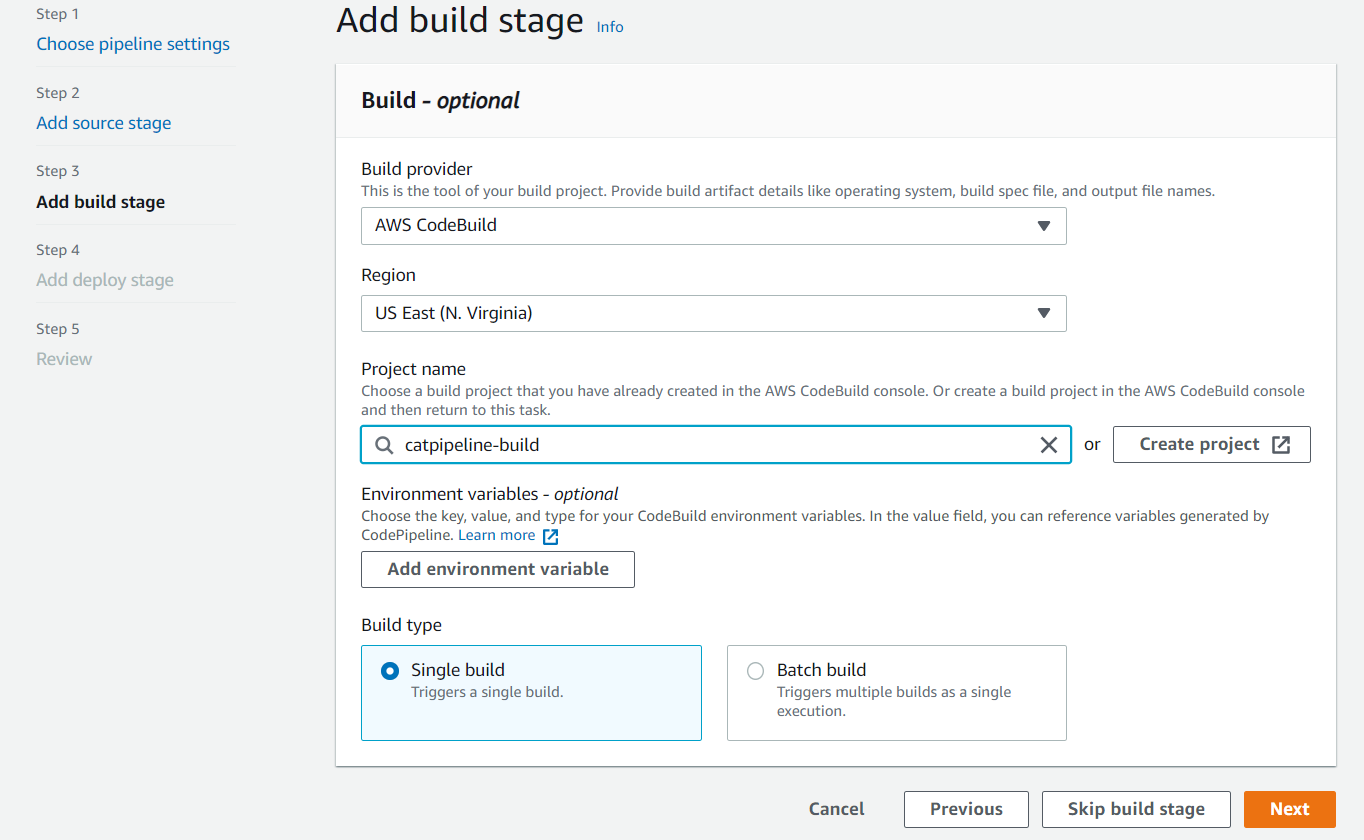 Step 1
Choose pipeline settings
Step 2
Add source stage
Step 3
Add build stage
Step 4
Add deploy stage
Step 5
Review
Add build stage Info
Build - optional
Build provider
This is the tool of your build project. Provide build artifact details like operating system, build spec file, and output file names.
AWS CodeBuild
Region
US East (N. Virginia)
Project name
Choose a build project that you have already created in the AWS CodeBuild console. Or create a build project in the AWS CodeBuild console
and then return to this task.
catpipeline-build
or
Create project
Environment variables - optional
Choose the key, value, and type for your CodeBuild environment variables. In the value field, you can reference variables generated by
CodePipeline. Learn more
Add environment variable
Build type
Single build
Triggers a single build.
Batch build
Triggers multiple builds as a single
execution.
Cancel
Previous
Skip build stage
Next